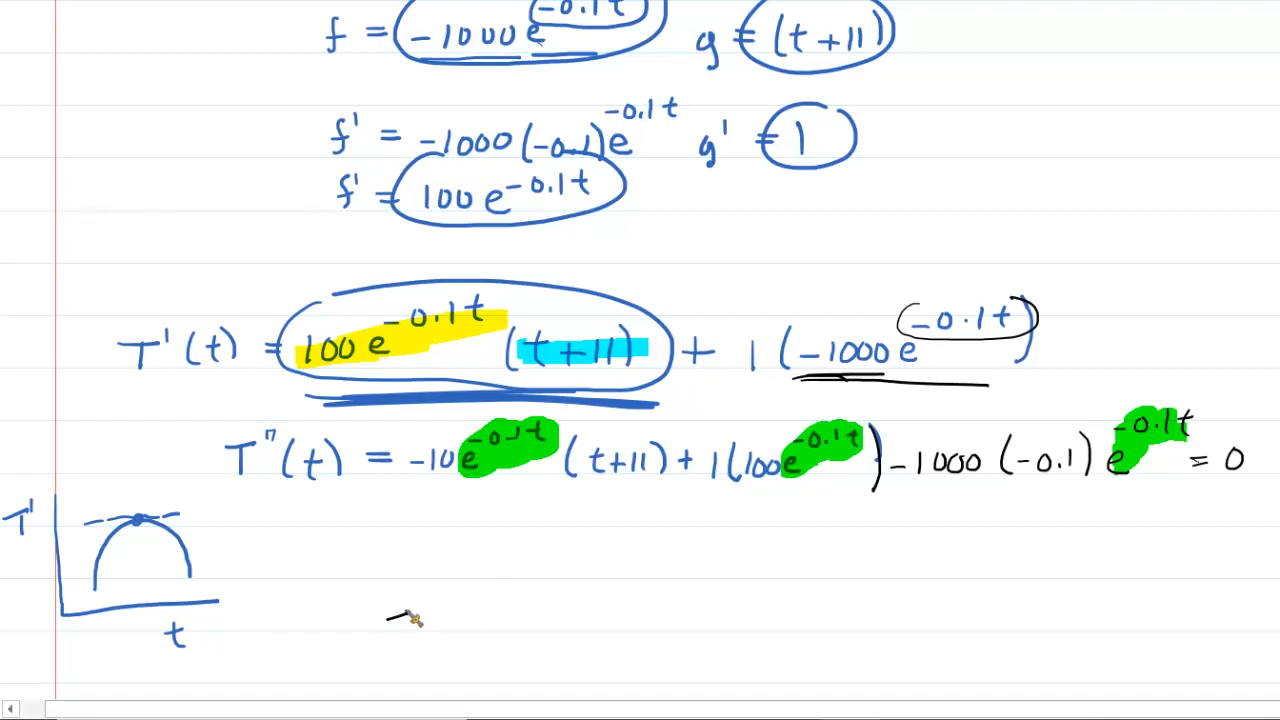 f = -1000e^-0.1t g = (t+11)
f' = -1000(-0.1)e^-0.1t g' = 1
f' = 100e^-0.1t
T'(t) = 100e^-0.1t (t+11) + 1(-1000e^-0.1t)
T"(t) = -10e^-0.1t (t+11) + 1(100e^-0.1t) - 1000(-0.1)e^-0.1t = 0
T'
t